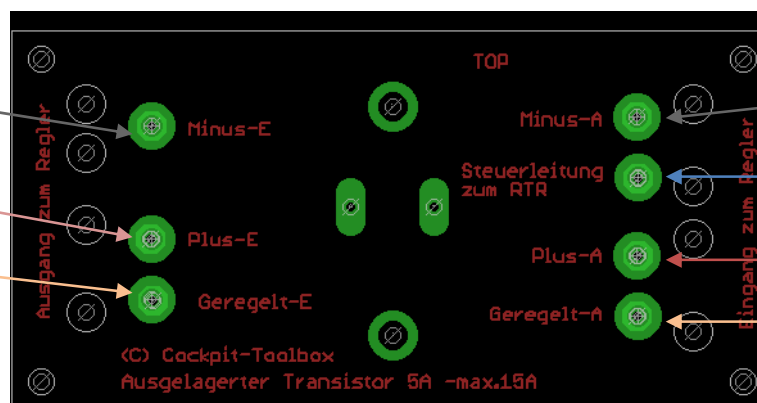 TOP
Minus-E
Minus-A
Steuerleitung
zum RTR
Plus-E
Plus-A
Geregelt-E
Geregelt-A
Ausgang zum Regler
Eingang zum Regler
(C) Cockpit-Toolbox
Ausgelagerter Transistor 5A -max.15A